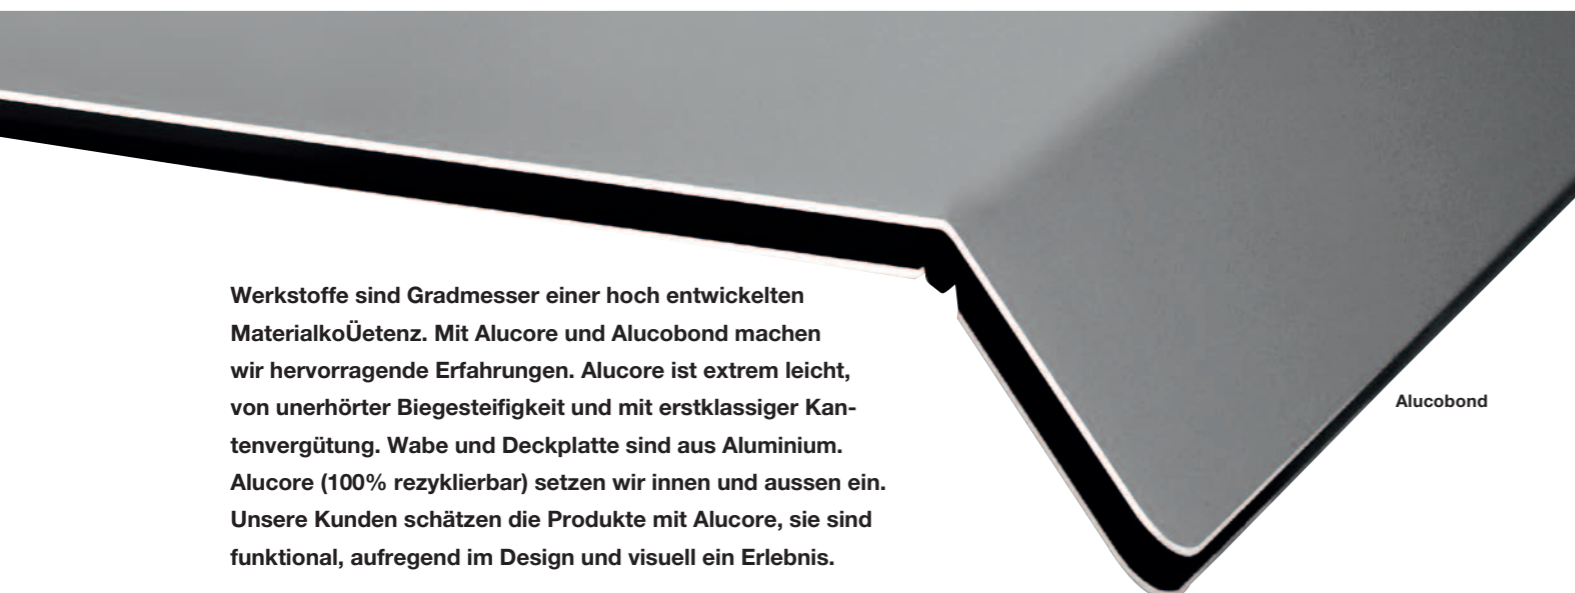 Werkstoffe sind Gradmesser einer hoch entwickelten
MaterialkoÜetenz. Mit Alucore und Alucobond machen
wir hervorragende Erfahrungen. Alucore ist extrem leicht,
von unerhörter Biegesteifigkeit und mit erstklassiger Kan-
tenvergütung. Wabe und Deckplatte sind aus Aluminium.
Alucore (100% rezyklierbar) setzen wir innen und aussen ein.
Unsere Kunden schätzen die Produkte mit Alucore, sie sind
funktional, aufregend im Design und visuell ein Erlebnis.
Alucobond